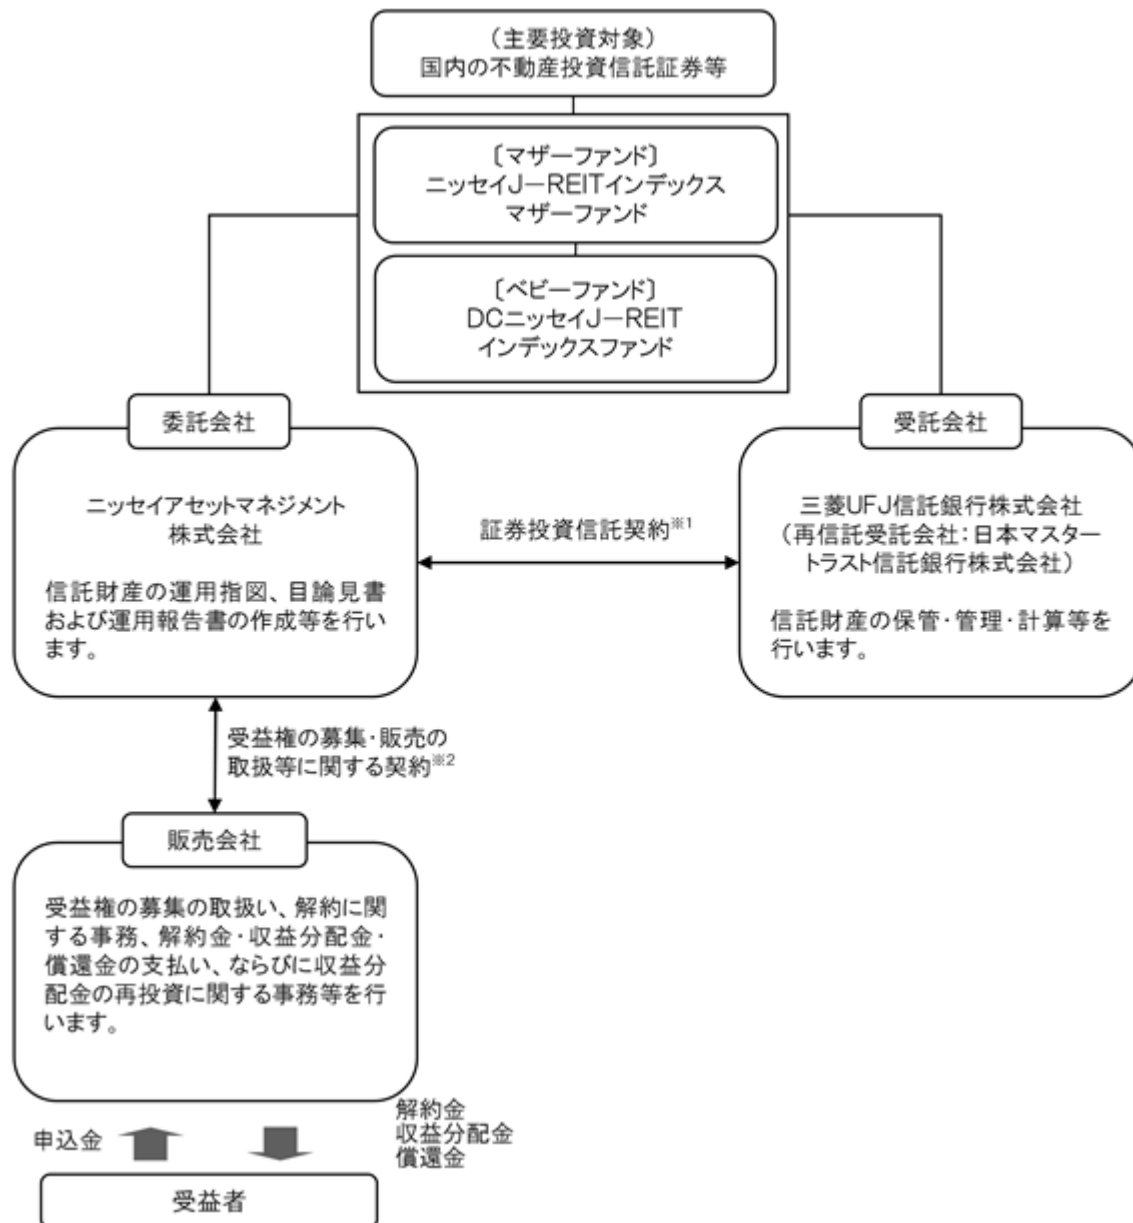 （主要投資対象）
国内の不動産投資信託証券等
〔マザーファンド〕
ニッセイJ－REITインデックス
マザーファンド
〔ベビーファンド〕
DCニッセイJ－REIT
インデックスファンド
委託会社
ニッセイアセットマネジメント
株式会社
信託財産の運用指図、目論見書
および運用報告書の作成等を行い
ます。
証券投資信託契約※1
受託会社
三菱UFJ信託銀行株式会社
（再信託受託会社：日本マスター
トラスト信託銀行株式会社）
信託財産の保管・管理・計算等を
行います。
受益権の募集・販売の
取扱等に関する契約※2
販売会社
受益権の募集の取扱い、解約に関
する事務、解約金・収益分配金・
償還金の支払い、ならびに収益分
配金の再投資に関する事務等を行
います。
申込金
解約金
収益分配金
償還金
受益者